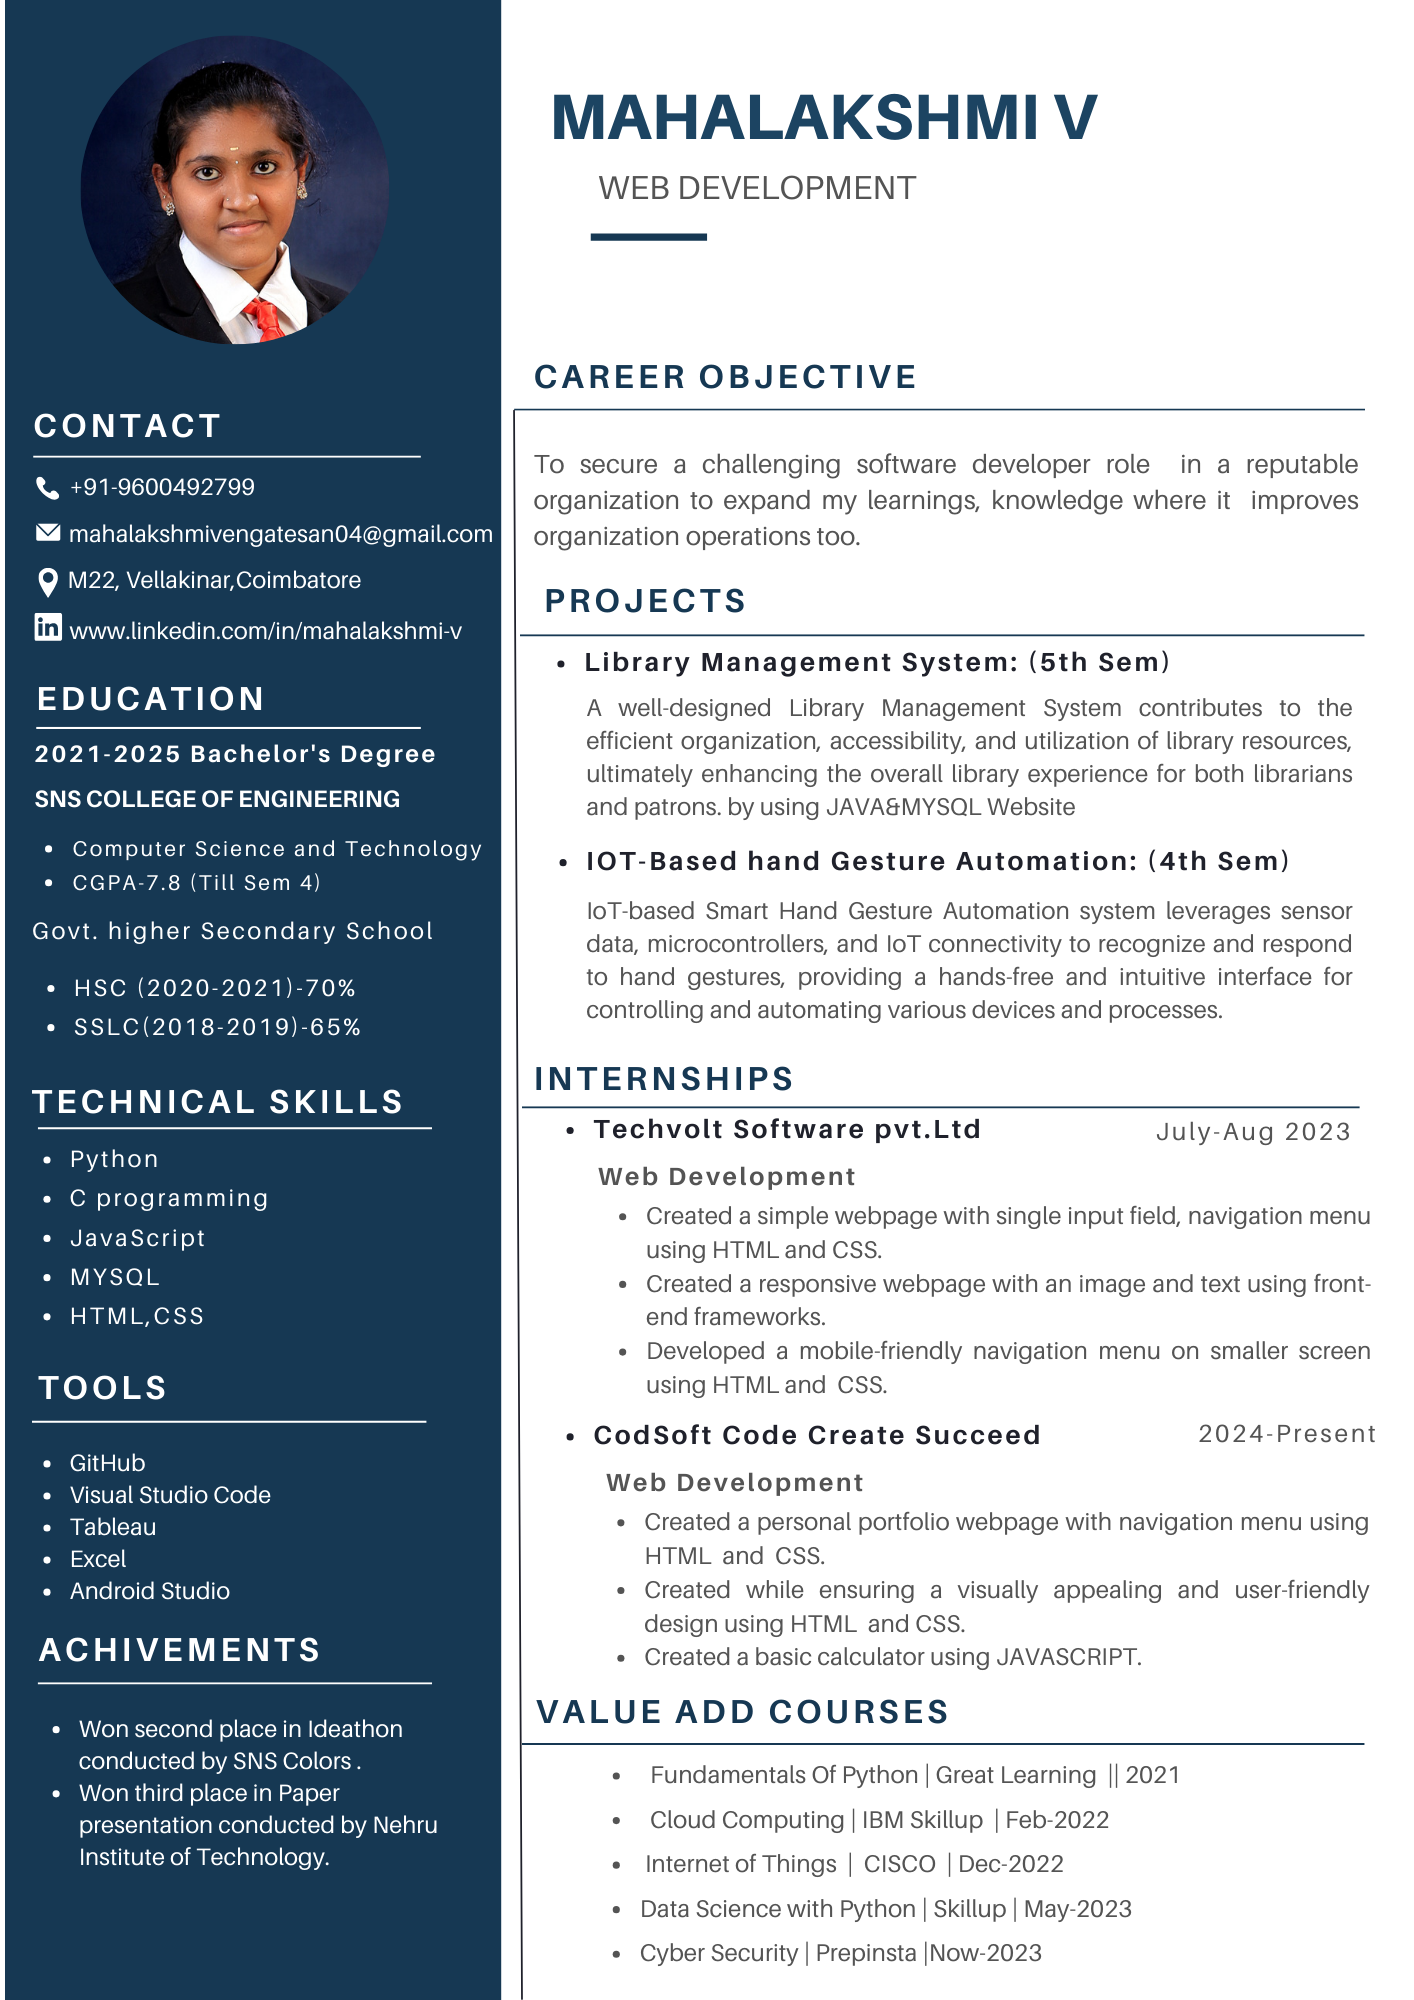 MAHALAKSHMI V
WEB DEVELOPMENT
CONTACT
+91-9600492799
mahalakshmivengatesan04@gmail.com
M22, Vellakinar,Coimbatore
in www.linkedin.com/in/mahalakshmi-v
EDUCATION
2021-2025 Bachelor's Degree
SNS COLLEGE OF ENGINEERING
• Computer Science and Technology
• CGPA-7.8 (Till Sem 4)
Govt. higher Secondary School
• HSC (2020-2021)-70%
• SSLC(2018-2019)-65%
TECHNICAL SKILLS
• Python
• C programming
• JavaScript
• MYSQL
• HTML,CSS
TOOLS
• GitHub
• Visual Studio Code
• Tableau
• Excel
• Android Studio
ACHIVEMENTS
• Won second place in Ideathon
conducted by SNS Colors .
• Won third place in Paper
presentation conducted by Nehru
Institute of Technology.
CAREER OBJECTIVE
To secure a challenging software developer role in a reputable
organization to expand my learnings, knowledge where it improves
organization operations too.
PROJECTS
• Library Management System: (5th Sem)
A well-designed Library Management System contributes to the
efficient organization, accessibility, and utilization of library resources,
ultimately enhancing the overall library experience for both librarians
and patrons. by using JAVA&MYSQL Website
• IOT-Based hand Gesture Automation: (4th Sem)
IoT-based Smart Hand Gesture Automation system leverages sensor
data, microcontrollers, and IoT connectivity to recognize and respond
to hand gestures, providing a hands-free and intuitive interface for
controlling and automating various devices and processes.
INTERNSHIPS
• Techvolt Software pvt.Ltd July-Aug 2023
Web Development
• Created a simple webpage with single input field, navigation menu
using HTML and CSS.
• Created a responsive webpage with an image and text using front-
end frameworks.
• Developed a mobile-friendly navigation menu on smaller screen
using HTML and CSS.
• CodSoft Code Create Succeed 2024-Present
Web Development
• Created a personal portfolio webpage with navigation menu using
HTML and CSS.
• Created while ensuring a visually appealing and user-friendly
design using HTML and CSS.
• Created a basic calculator using JAVASCRIPT.
VALUE ADD COURSES
• Fundamentals Of Python | Great Learning || 2021
• Cloud Computing | IBM Skillup | Feb-2022
• Internet of Things | CISCO | Dec-2022
• Data Science with Python | Skillup | May-2023
• Cyber Security | Prepinsta |Now-2023